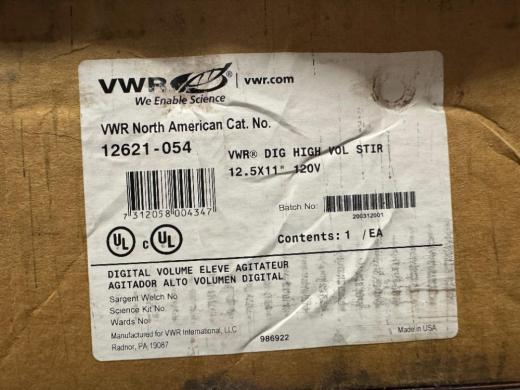 VWR® | vwr.com
We Enable Science
VWR North American Cat. No.
12621-054
VWR® DIG HIGH VOL STIR
12.5X11" 120V
7 312058 004347
Batch No:
200312001
UL c UL
Contents: 1 /EA
DIGITAL VOLUME ELEVE AGITATEUR
AGITADOR ALTO VOLUMEN DIGITAL
Sargent Welch No
Science Kit No.
Wards No
Manufactured for VWR International, LLC
Radnor, PA 19087
986922
Made in USA